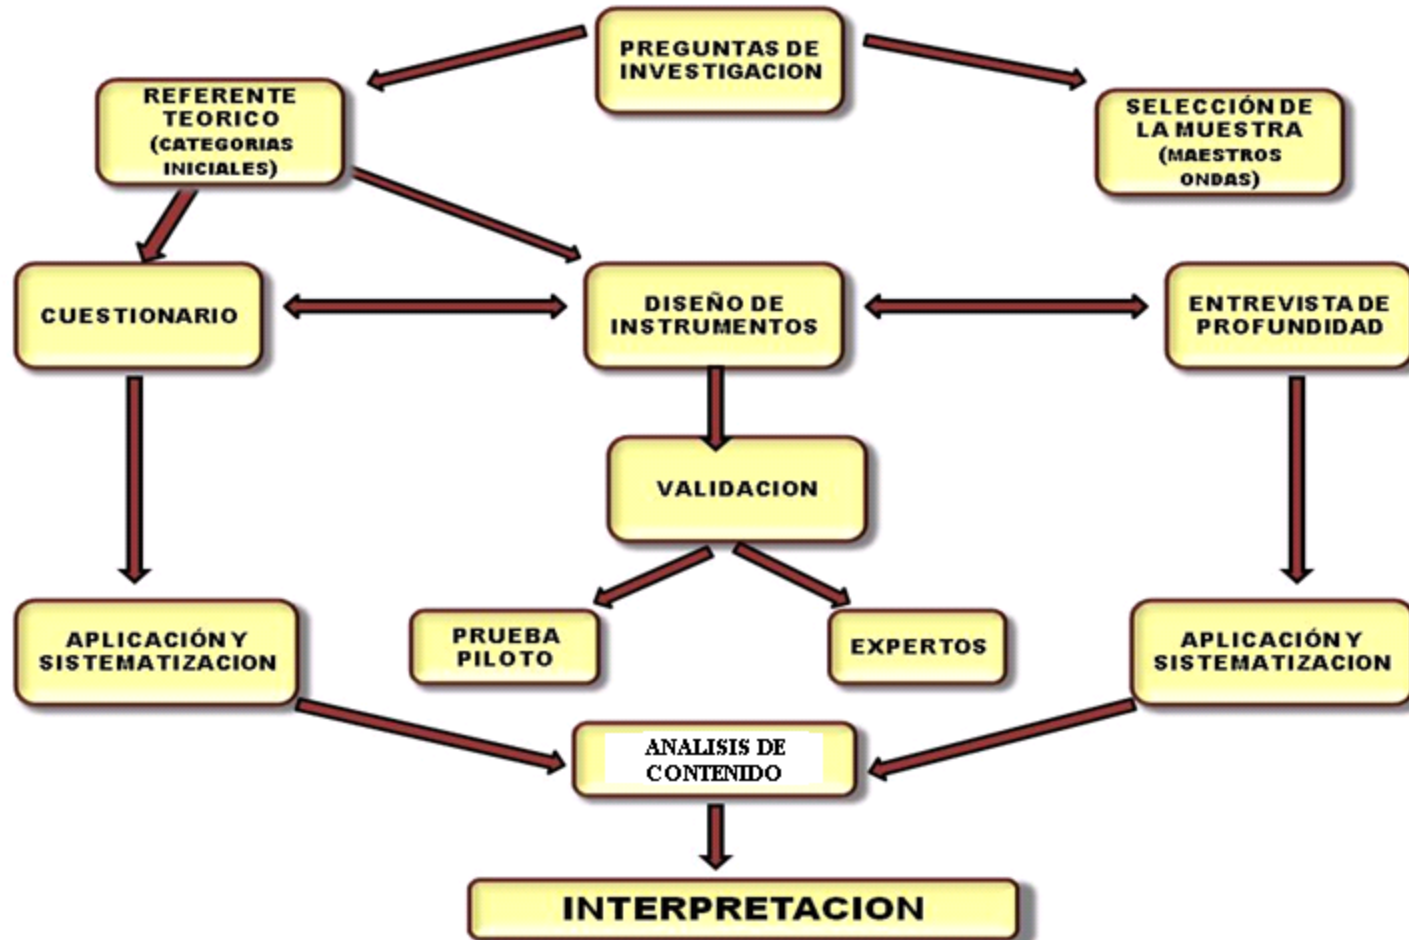 PREGUNTAS DE
INVESTIGACION
REFERENTE
TEORICO
(CATEGORIAS
INICIALES)
SELECCIÓN DE
LA MUESTRA
(MAESTROS
ONDAS)
CUESTIONARIO
DISEÑO DE
INSTRUMENTOS
ENTREVISTA DE
PROFUNDIDAD
VALIDACION
APLICACIÓN Y
SISTEMATIZACION
PRUEBA
PILOTO
EXPERTOS
APLICACIÓN Y
SISTEMATIZACION
ANALISIS DE
CONTENIDO
INTERPRETACION